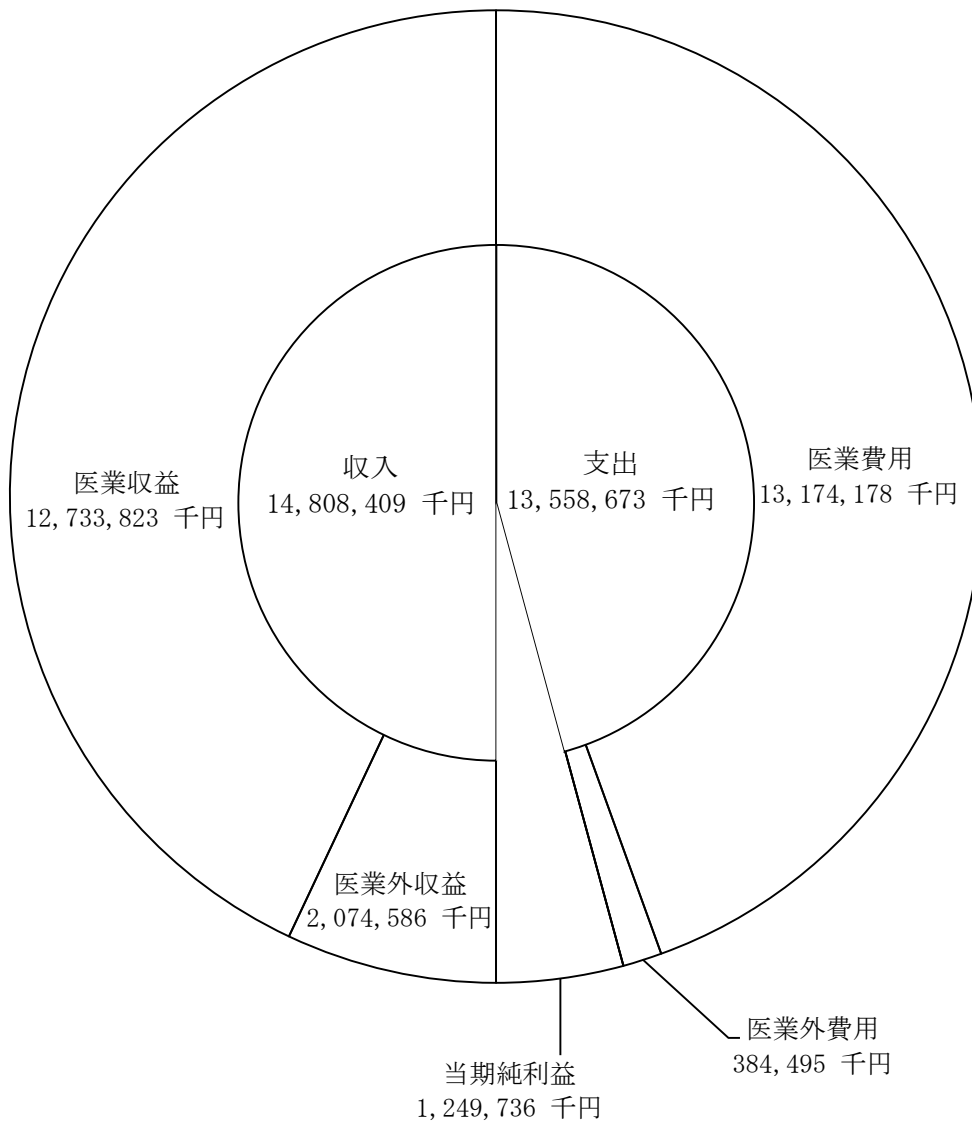 収入
14,808,409 千円
支出
13,558,673 千円
医業収益
12,733,823 千円
医業費用
13,174,178 千円
医業外収益
2,074,586 千円
医業外費用
384,495 千円
当期純利益
1,249,736 千円